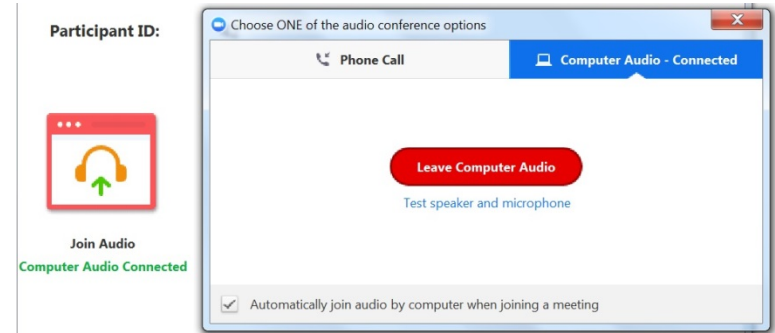 Participant ID:
Join Audio
Computer Audio Connected
Choose ONE of the audio conference options
Phone Call
Computer Audio - Connected
Leave Computer Audio
Test speaker and microphone
Automatically join audio by computer when joining a meeting